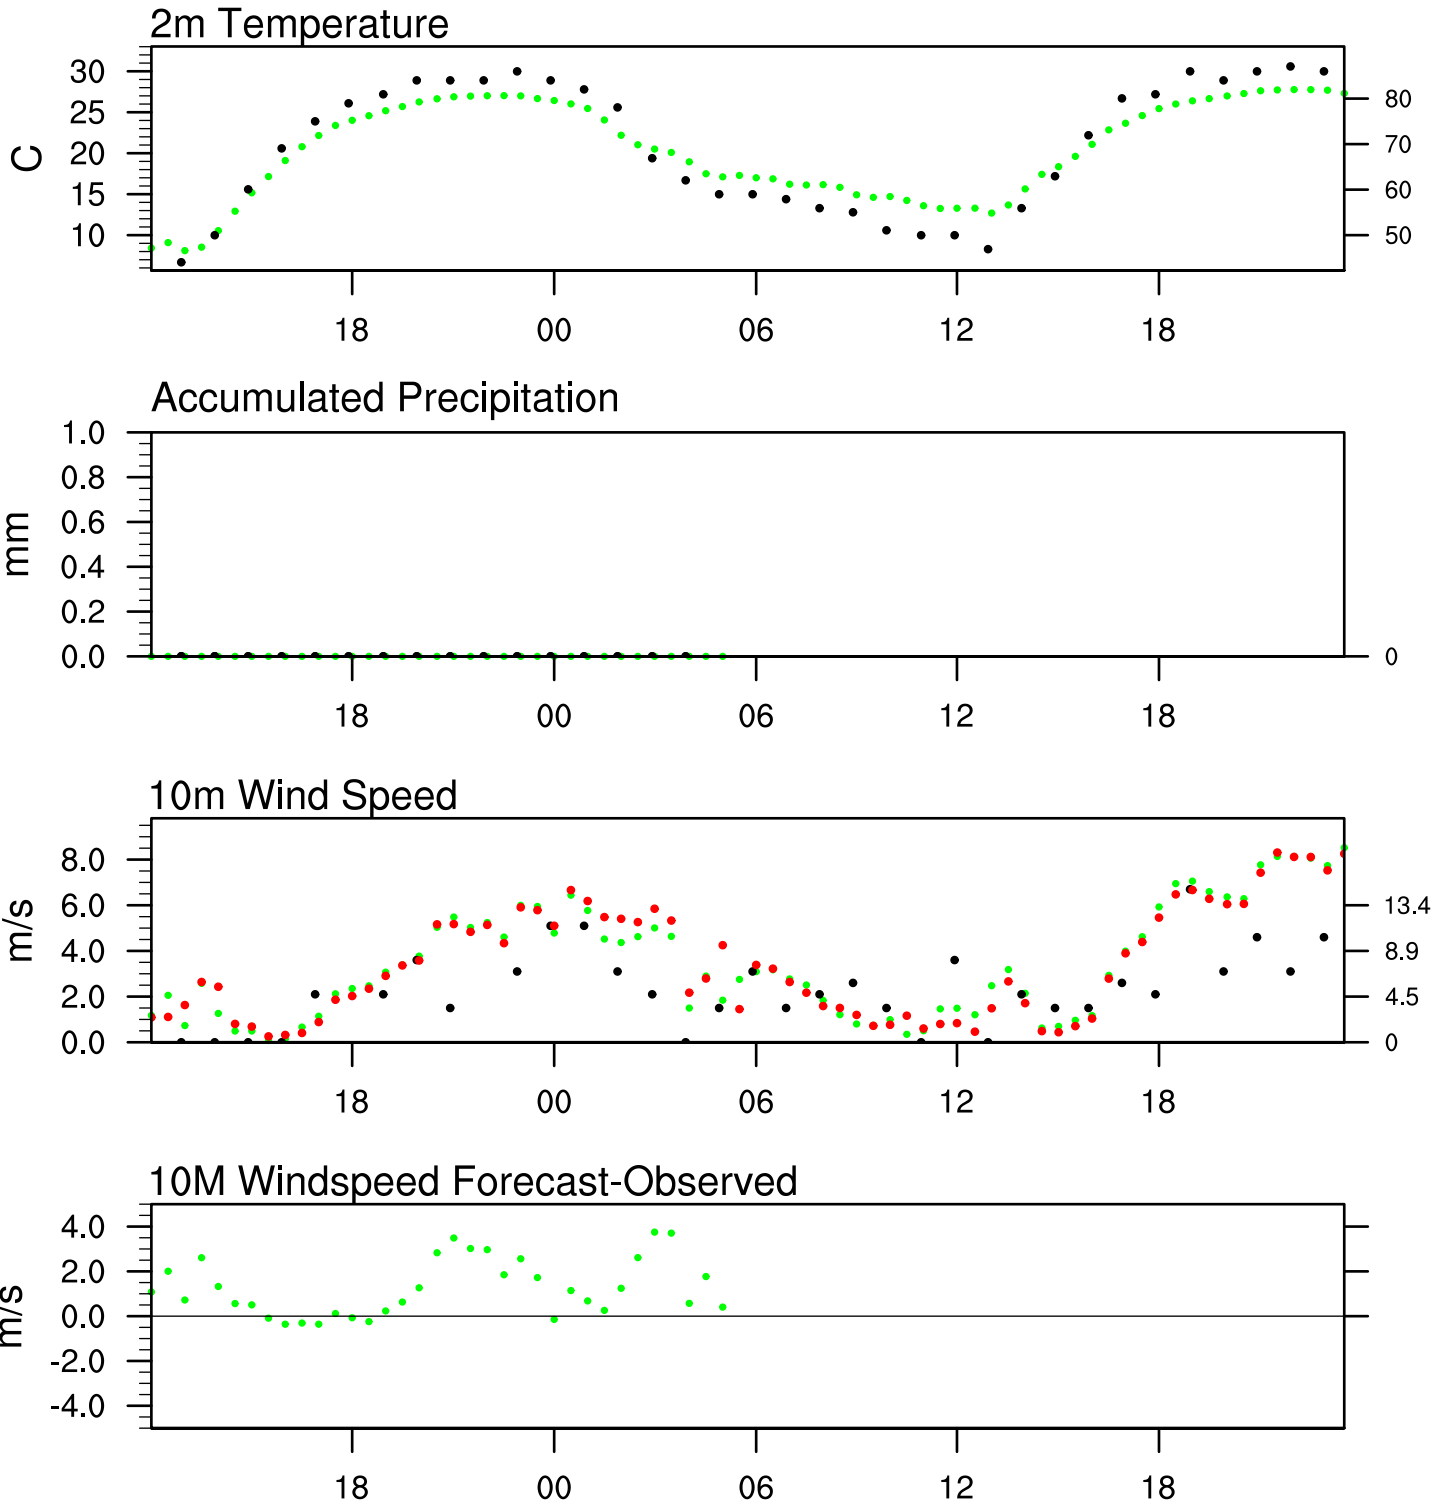 2m Temperature
30
25
20
15
10
C
80
70
60
50
18 00 06 12 18
Accumulated Precipitation
1.0
0.8
0.6
0.4
0.2
0.0
mm
0
18 00 06 12 18
10m Wind Speed
8.0
6.0
4.0
2.0
0.0
m/s
13.4
8.9
4.5
0
18 00 06 12 18
10M Windspeed Forecast-Observed
4.0
2.0
0.0
-2.0
-4.0
m/s
18 00 06 12 18